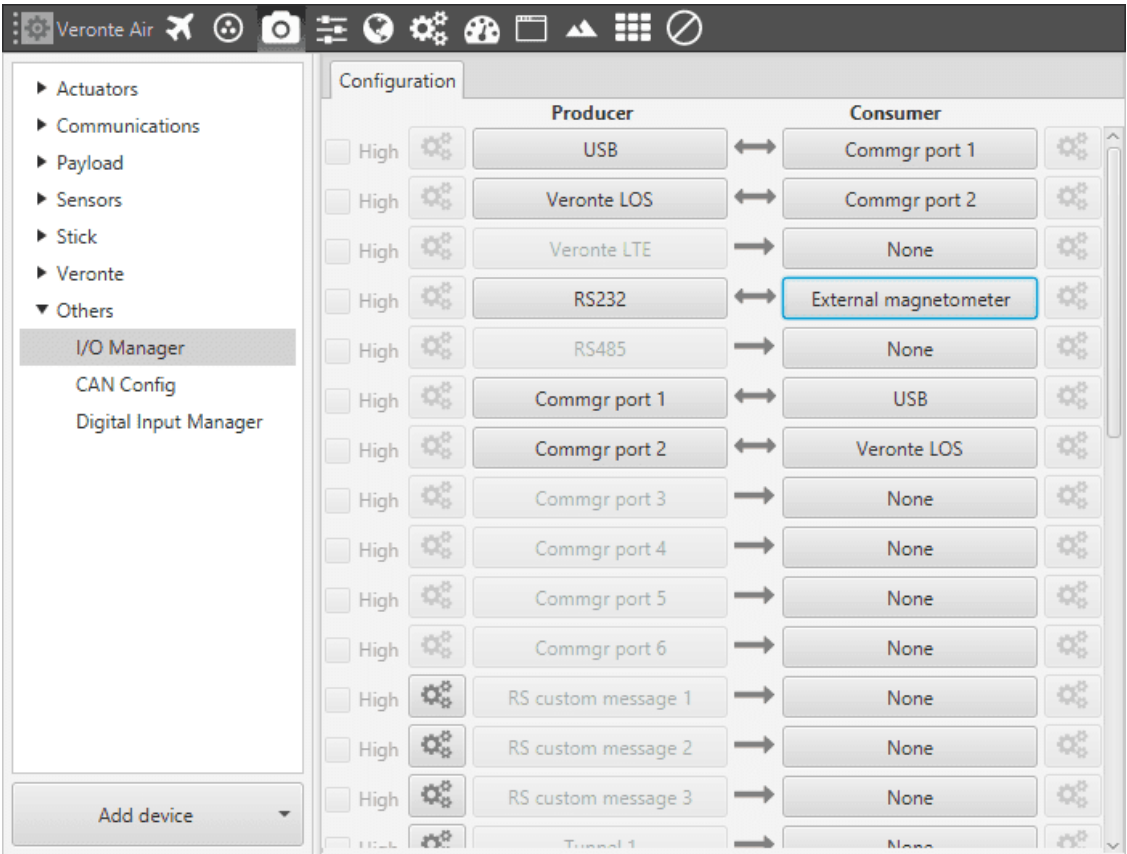 Veronte Air
Actuators
Communications
Payload
Sensors
Stick
Veronte
Others
I/O Manager
CAN Config
Digital Input Manager
Add device
Configuration
Producer Consumer
High USB Commgr port 1
High Veronte LOS Commgr port 2
High Veronte LTE None
High RS232 External magnetometer
High RS485 None
High Commgr port 1 USB
High Commgr port 2 Veronte LOS
High Commgr port 3 None
High Commgr port 4 None
High Commgr port 5 None
High Commgr port 6 None
High RS custom message 1 None
High RS custom message 2 None
High RS custom message 3 None
High Tunnel 1 None